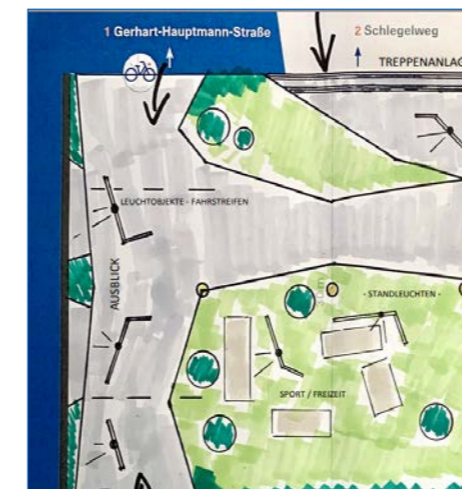 1 Gerhart-Hauptmann-Straße
2 Schlegelweg
TREPPENANLAG
LEUCHTOBJEKTE - FAHRSTREIFEN
AUSBLICK
- STANDLEUCHTEN -
SPORT / FREIZEIT